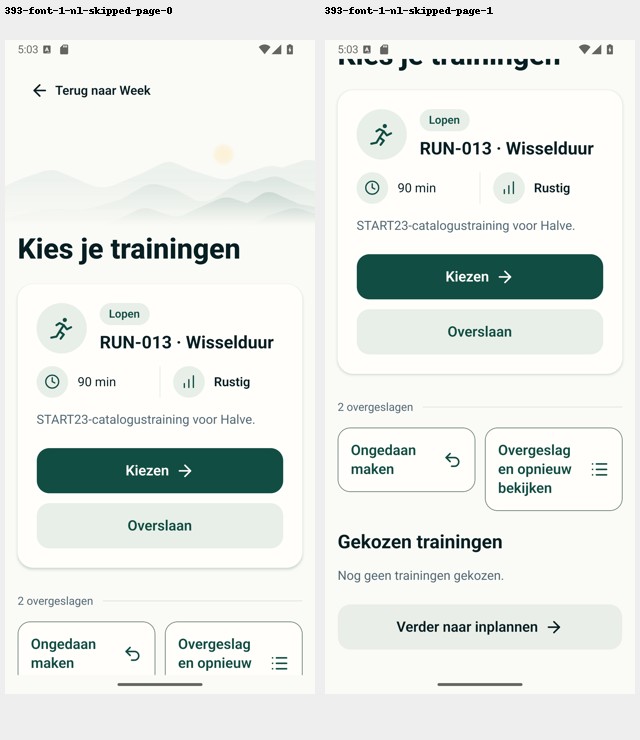 393-font-1-nl-skipped-page-0
5:03
Terug naar Week
Kies je trainingen
Lopen
RUN-013 · Wisselduur
90 min
Rustig
START23-catalogustraining voor Halve.
Kiezen
Overslaan
2 overgeslagen
Ongedaan
maken
Overgeslag
en opnieuw
393-font-1-nl-skipped-page-1
5:03
Kies je trainingen
Lopen
RUN-013 · Wisselduur
90 min
Rustig
START23-catalogustraining voor Halve.
Kiezen
Overslaan
2 overgeslagen
Ongedaan
maken
Overgeslag
en opnieuw
bekijken
Gekozen trainingen
Nog geen trainingen gekozen.
Verder naar inplannen